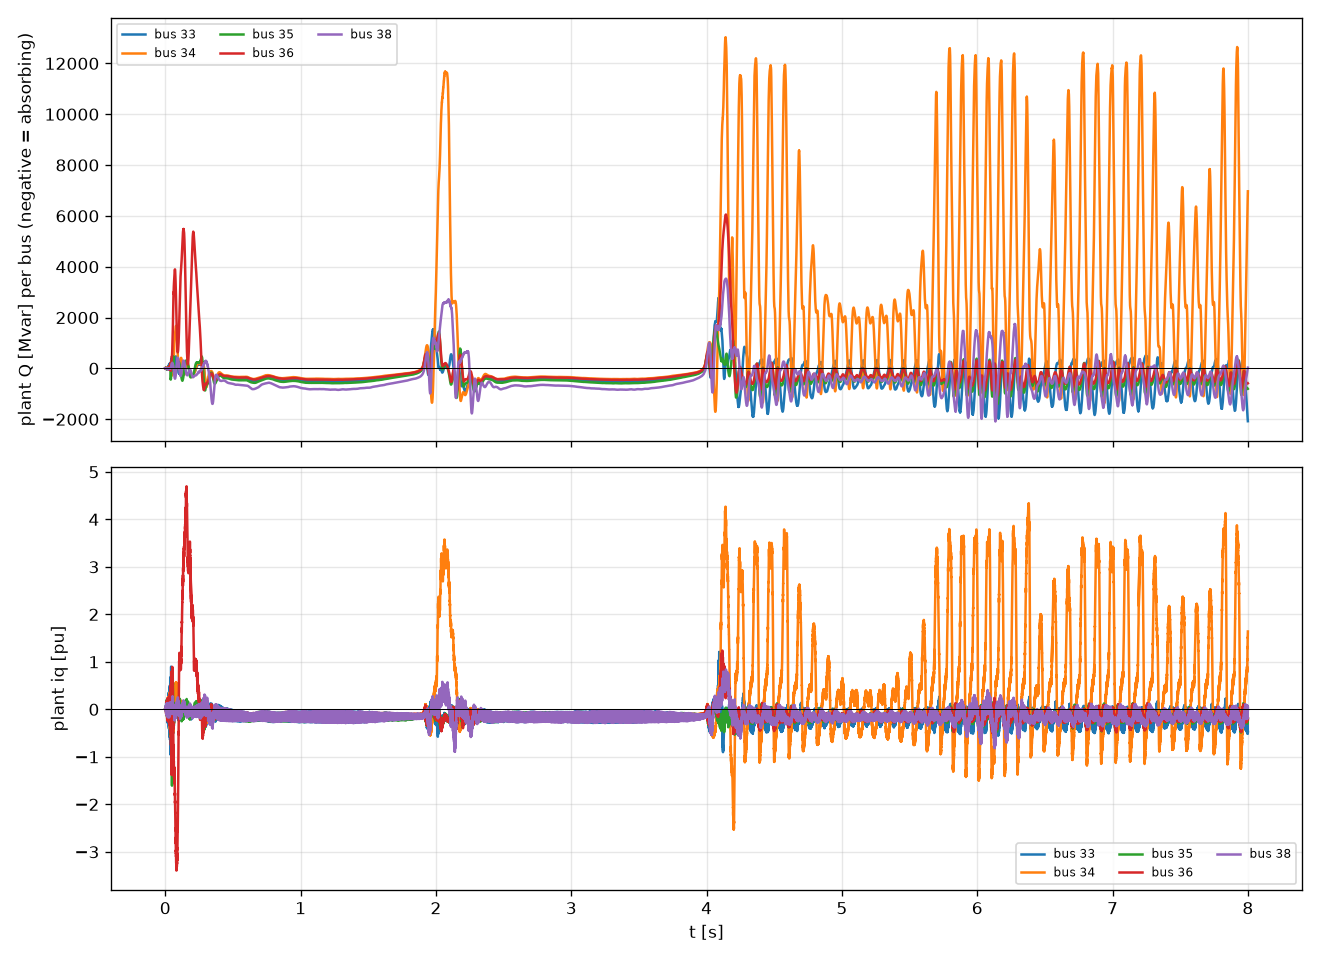 plant Q [Mvar] per bus (negative = absorbing)
bus 33 bus 35 bus 38
bus 34 bus 36
12000
10000
8000
6000
4000
2000
0
−2000
plant iq [pu]
5
4
3
2
1
0
−1
−2
−3
bus 33 bus 35 bus 38
bus 34 bus 36
0 1 2 3 4 5 6 7 8
t [s]